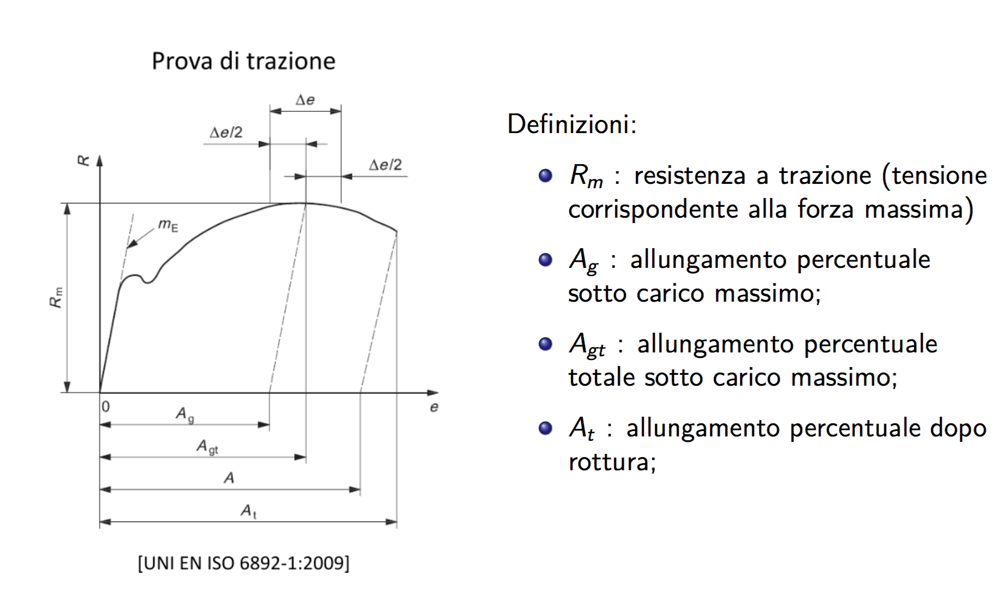 Prova di trazione
Δe
Δe/2
Δe/2
R
mE
Rm
0
e
Ag
Agt
A
At
[UNI EN ISO 6892-1:2009]
Definizioni:
Rm : resistenza a trazione (tensione
corrispondente alla forza massima)
Ag : allungamento percentuale
sotto carico massimo;
Agt : allungamento percentuale
totale sotto carico massimo;
At : allungamento percentuale dopo
rottura;